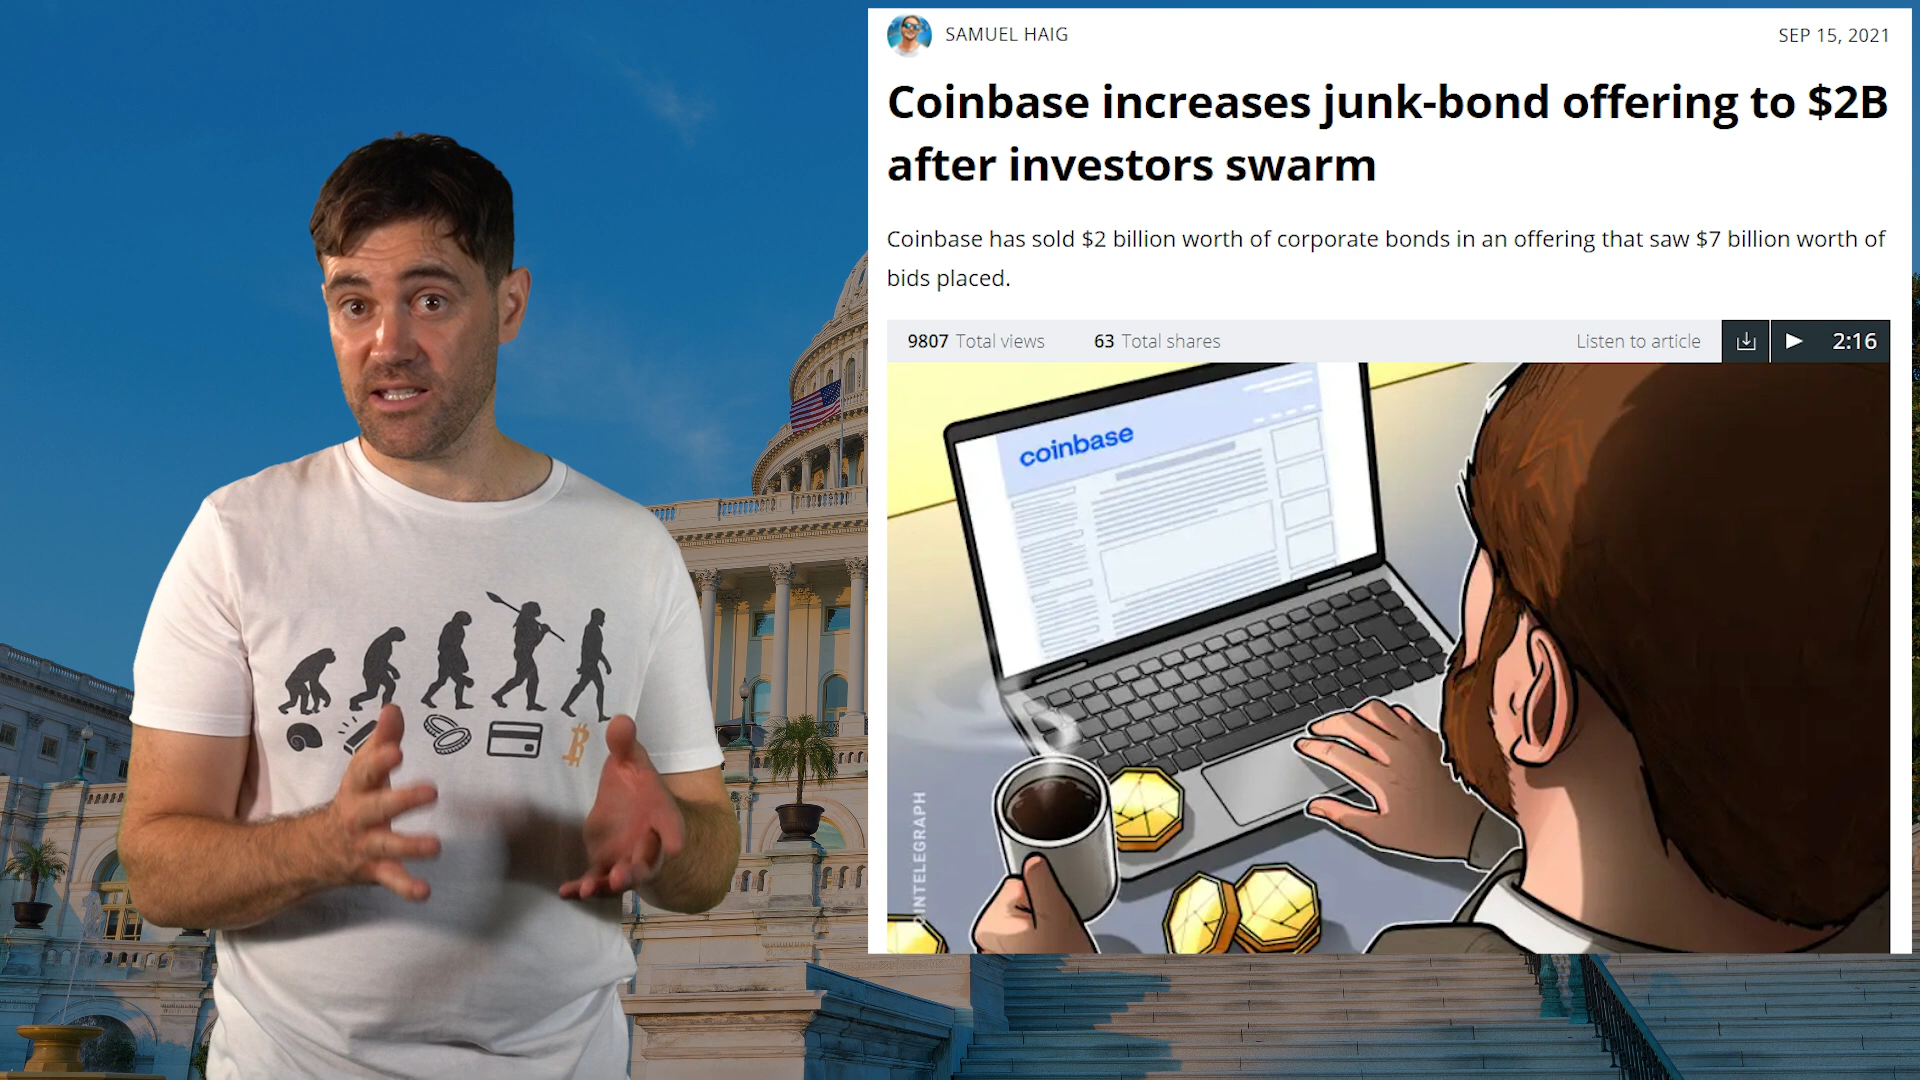 SAMUEL HAIG
SEP 15, 2021
Coinbase increases junk-bond offering to $2B
after investors swarm
Coinbase has sold $2 billion worth of corporate bonds in an offering that saw $7 billion worth of
bids placed.
9807 Total views 63 Total shares Listen to article 2:16
coinbase
INTELEGRAPH